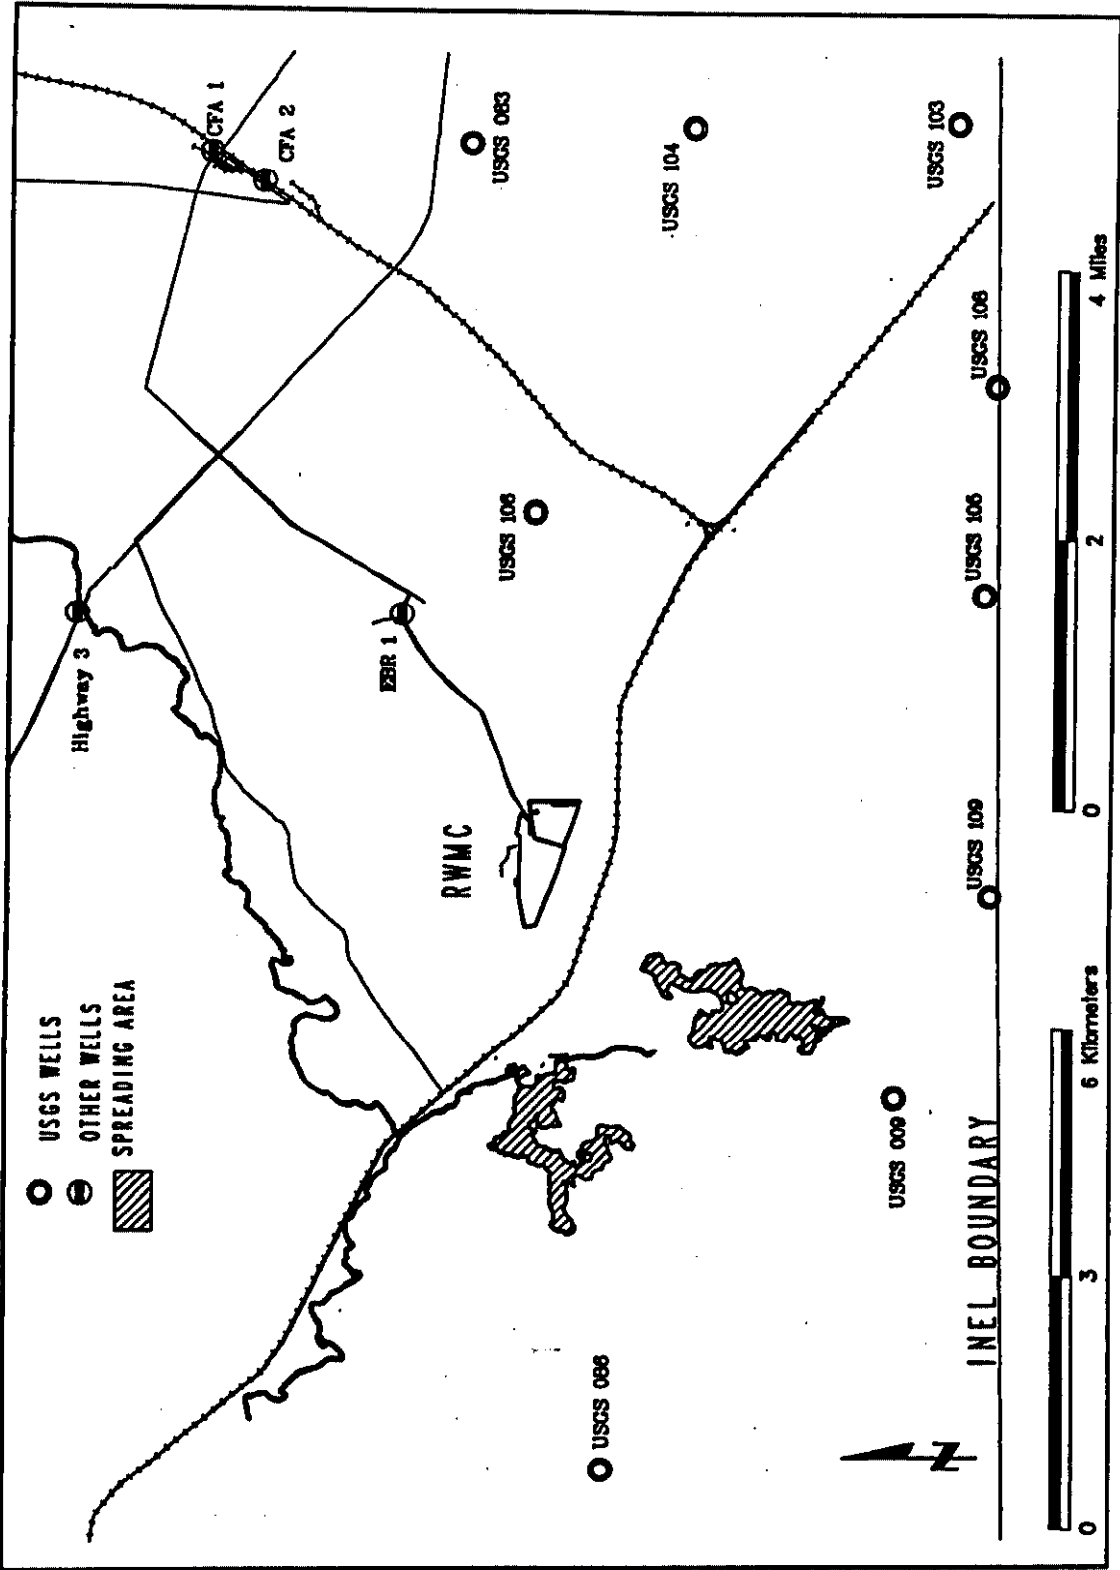 USGS WELLS
OTHER WELLS
SPREADING AREA
Highway 3
CFA 1
CFA 2
EBR 1
RWMC
USGS 083
USGS 106
USGS 104
USGS 086
USGS 009
USGS 109
USGS 105
USGS 108
USGS 103
INEL BOUNDARY
N
0 3 6 Kilometers
0 2 4 Miles